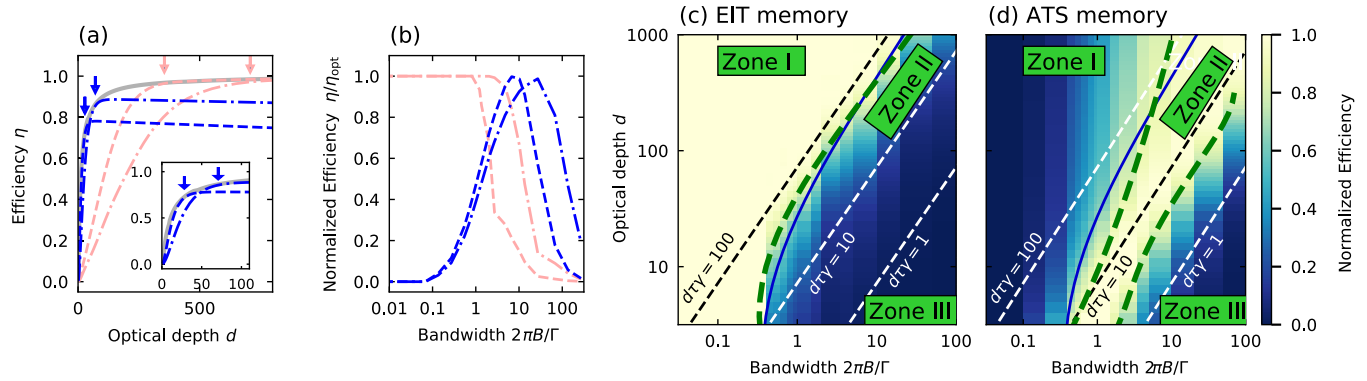 (a)
1.0
0.8
0.6
0.4
0.2
0.0
Efficiency η
1.0
0.5
0.0
0
50
100
0
500
Optical depth d
(b)
1.0
0.8
0.6
0.4
0.2
0.0
Normalized Efficiency η/η_opt
0.01
0.1
1
10
100
Bandwidth 2πB/Γ
(c) EIT memory
1000
100
10
Optical depth d
Zone I
Zone II
Zone III
dτγ = 100
dτγ = 10
dτγ = 1
0.1
1
10
100
Bandwidth 2πB/Γ
(d) ATS memory
Zone I
Zone II
Zone III
dτγ = 100
dτγ = 10
dτγ = 1
0.1
1
10
100
Bandwidth 2πB/Γ
1.0
0.8
0.6
0.4
0.2
0.0
Normalized Efficiency